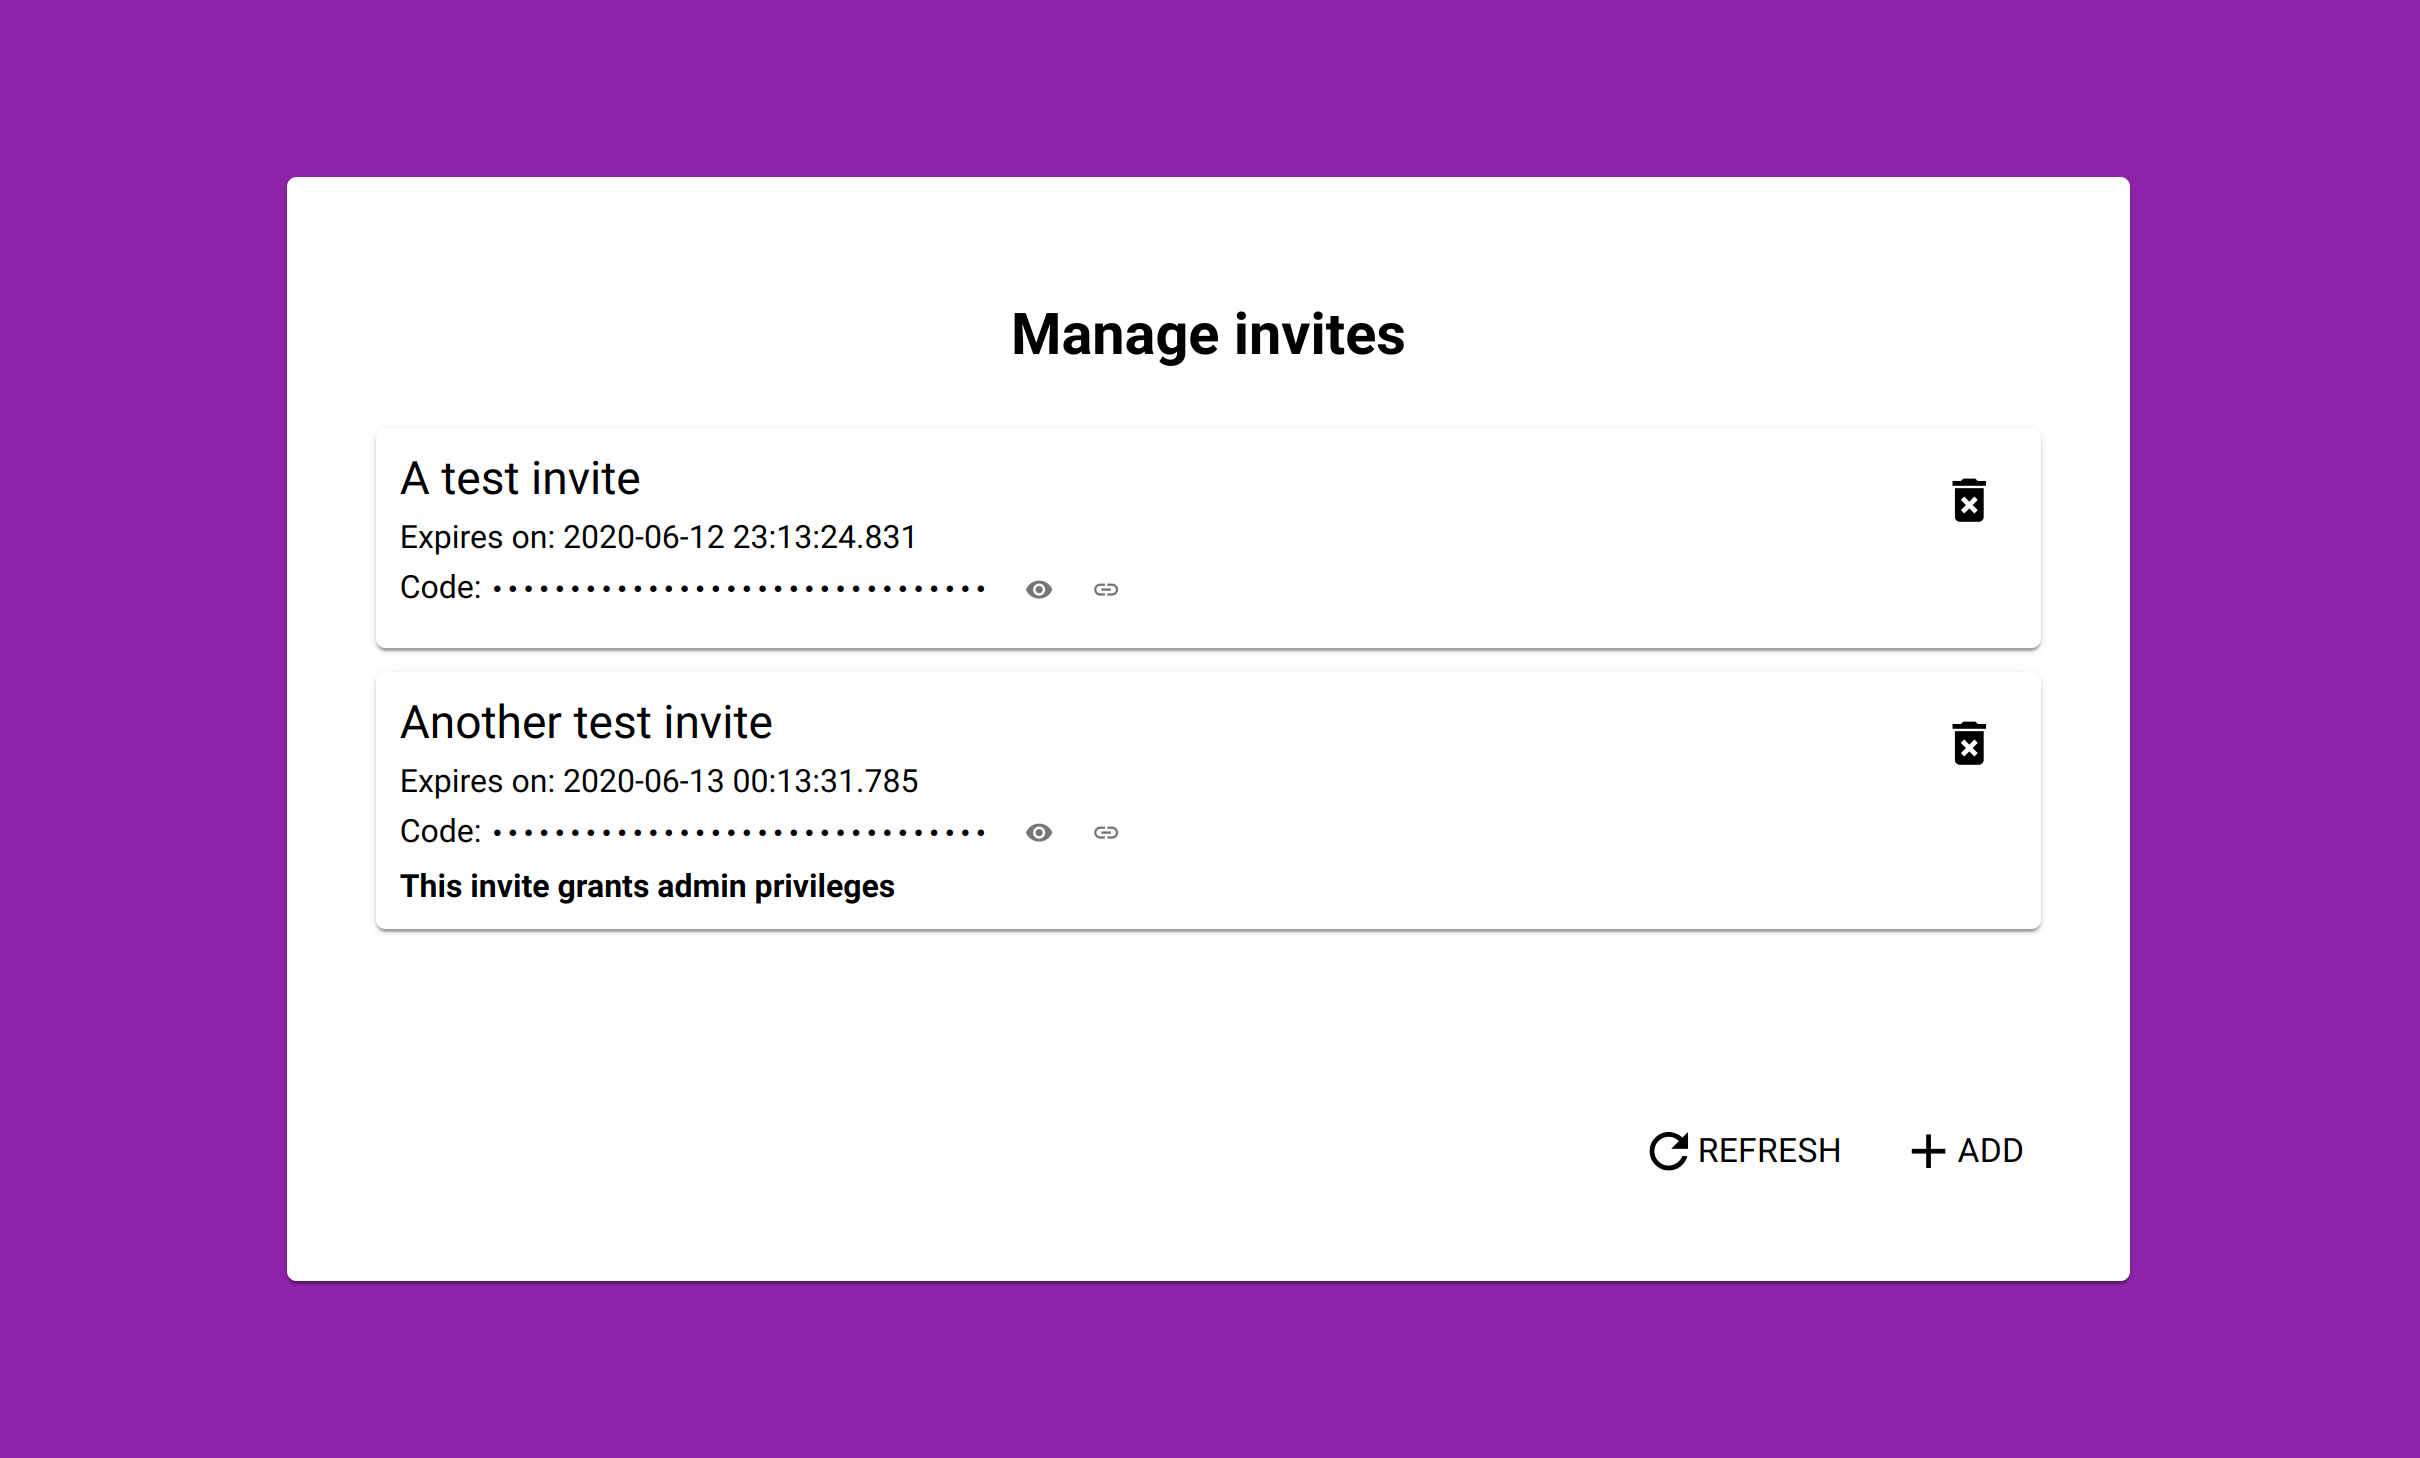 Manage invites
A test invite
Expires on: 2020-06-12 23:13:24.831
Code: ••••••••••••••••••••••••••••••••
Another test invite
Expires on: 2020-06-13 00:13:31.785
Code: ••••••••••••••••••••••••••••••••
This invite grants admin privileges
REFRESH
ADD